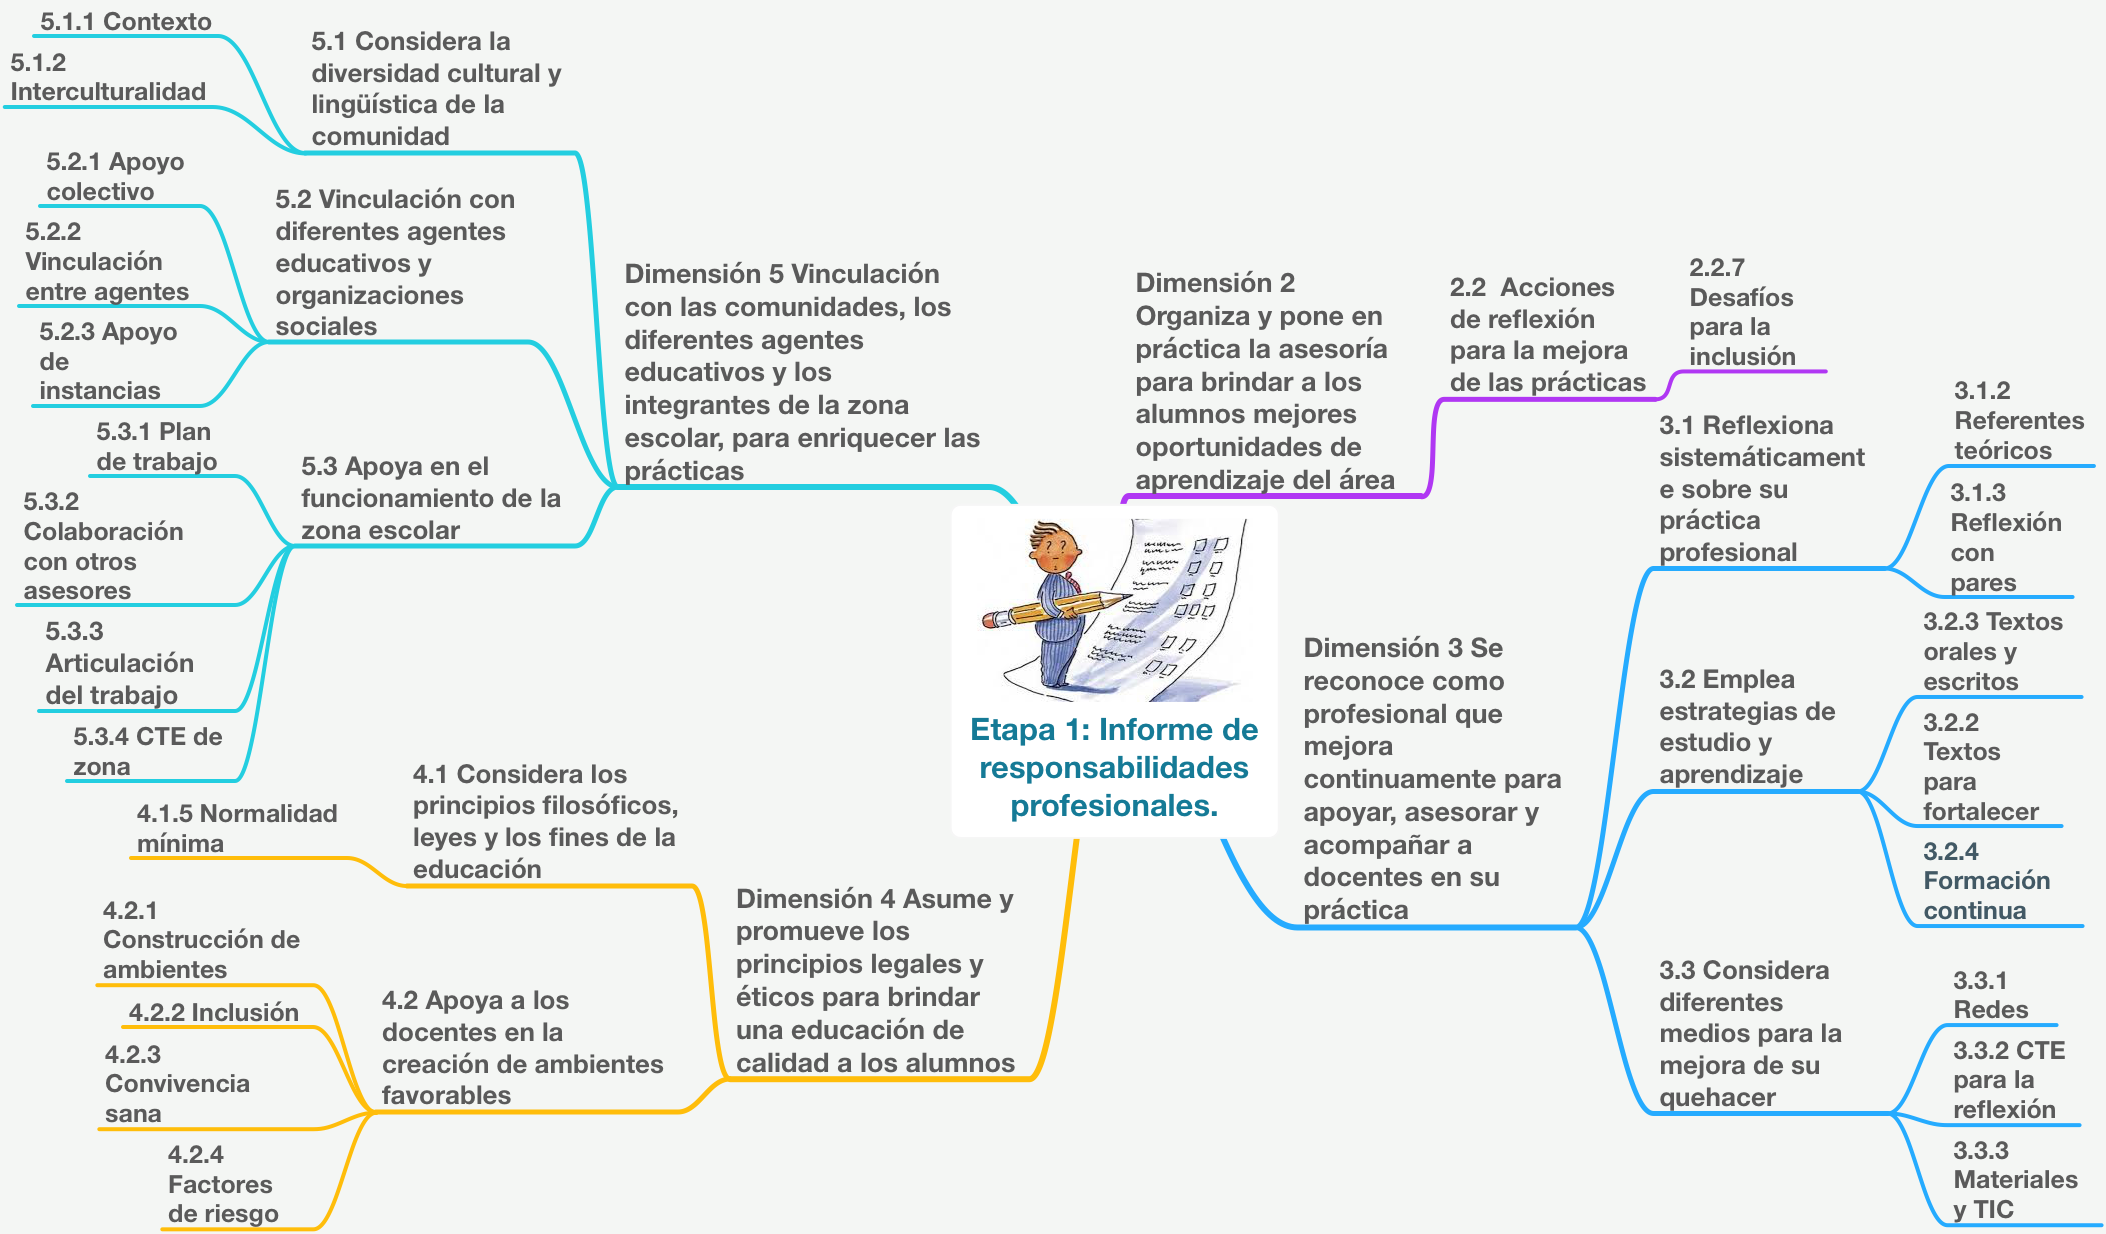 Etapa 1: Informe de
responsabilidades
profesionales.
Dimensión 2
Organiza y pone en
práctica la asesoría
para brindar a los
alumnos mejores
oportunidades de
aprendizaje del área
2.2  Acciones
de reflexión
para la mejora
de las prácticas
2.2.7
Desafíos
para la
inclusión
Dimensión 3 Se
reconoce como
profesional que
mejora
continuamente para
apoyar, asesorar y
acompañar a
docentes en su
práctica
3.1 Reflexiona
sistemáticament
e sobre su
práctica
profesional
3.1.2
Referentes
teóricos
3.1.3
Reflexión
con
pares
3.2 Emplea
estrategias de
estudio y
aprendizaje
3.2.3 Textos
orales y
escritos
3.2.2
Textos
para
fortalecer
3.2.4
Formación
continua
3.3 Considera
diferentes
medios para la
mejora de su
quehacer
3.3.1
Redes
3.3.2 CTE
para la
reflexión
3.3.3
Materiales
y TIC
Dimensión 4 Asume y
promueve los
principios legales y
éticos para brindar
una educación de
calidad a los alumnos
4.1 Considera los
principios filosóficos,
leyes y los fines de la
educación
4.1.5 Normalidad
mínima
4.2 Apoya a los
docentes en la
creación de ambientes
favorables
4.2.1
Construcción de
ambientes
4.2.2 Inclusión
4.2.3
Convivencia
sana
4.2.4
Factores
de riesgo
Dimensión 5 Vinculación
con las comunidades, los
diferentes agentes
educativos y los
integrantes de la zona
escolar, para enriquecer las
prácticas
5.1 Considera la
diversidad cultural y
lingüística de la
comunidad
5.1.1 Contexto
5.1.2
Interculturalidad
5.2 Vinculación con
diferentes agentes
educativos y
organizaciones
sociales
5.2.1 Apoyo
colectivo
5.2.2
Vinculación
entre agentes
5.2.3 Apoyo
de
instancias
5.3 Apoya en el
funcionamiento de la
zona escolar
5.3.1 Plan
de trabajo
5.3.2
Colaboración
con otros
asesores
5.3.3
Articulación
del trabajo
5.3.4 CTE de
zona